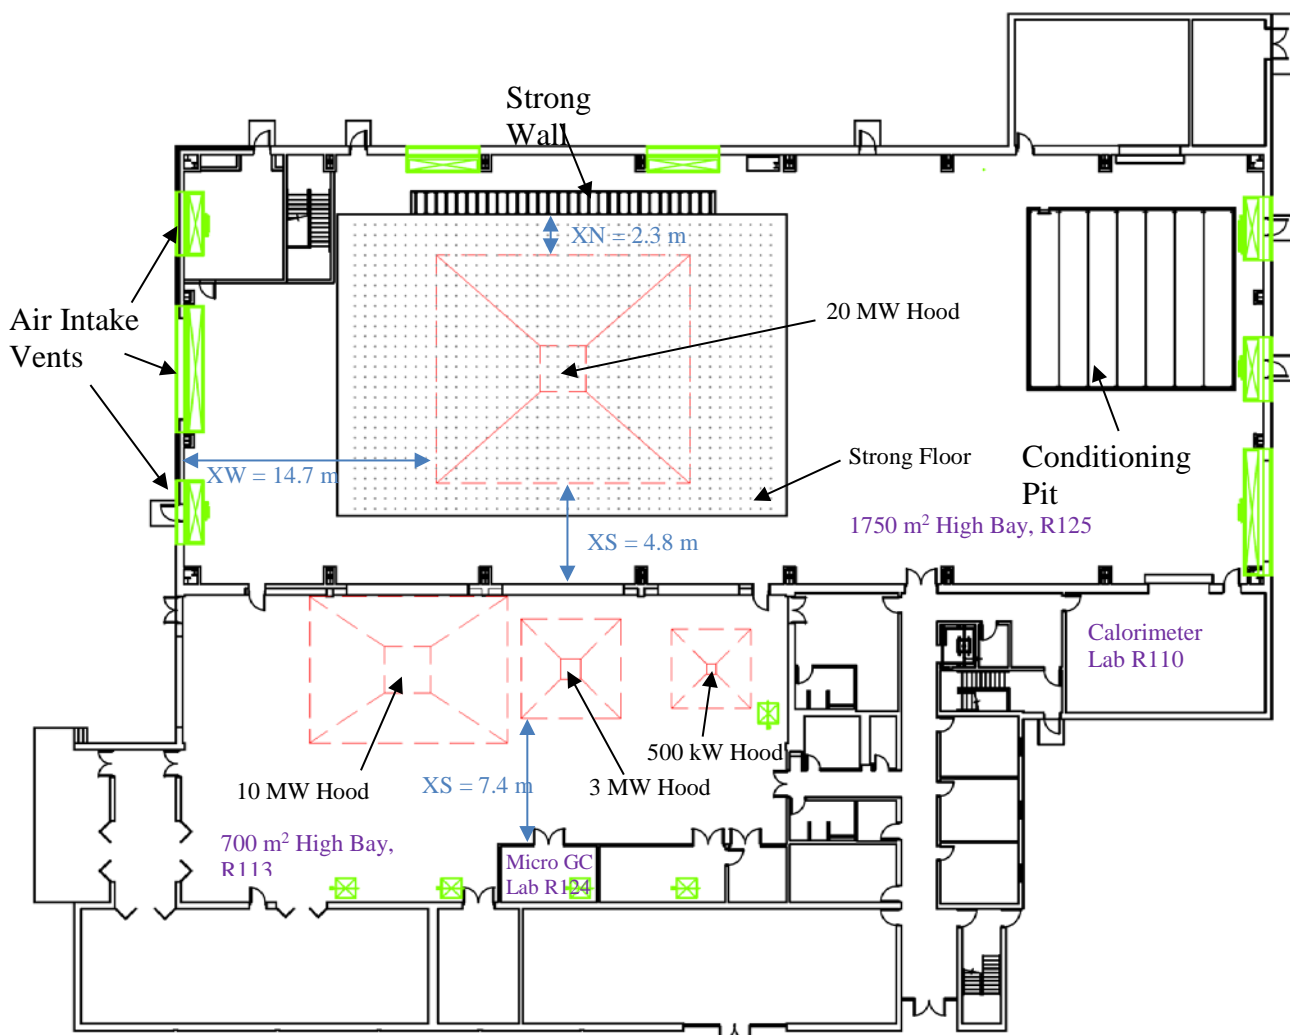 Strong
Wall
XN = 2.3 m
20 MW Hood
Air Intake
Vents
Strong Floor
Conditioning
Pit
XW = 14.7 m
1750 m² High Bay, R125
XS = 4.8 m
Calorimeter
Lab R110
500 kW Hood
3 MW Hood
10 MW Hood
XS = 7.4 m
700 m² High Bay,
R113
Micro GC
Lab R124